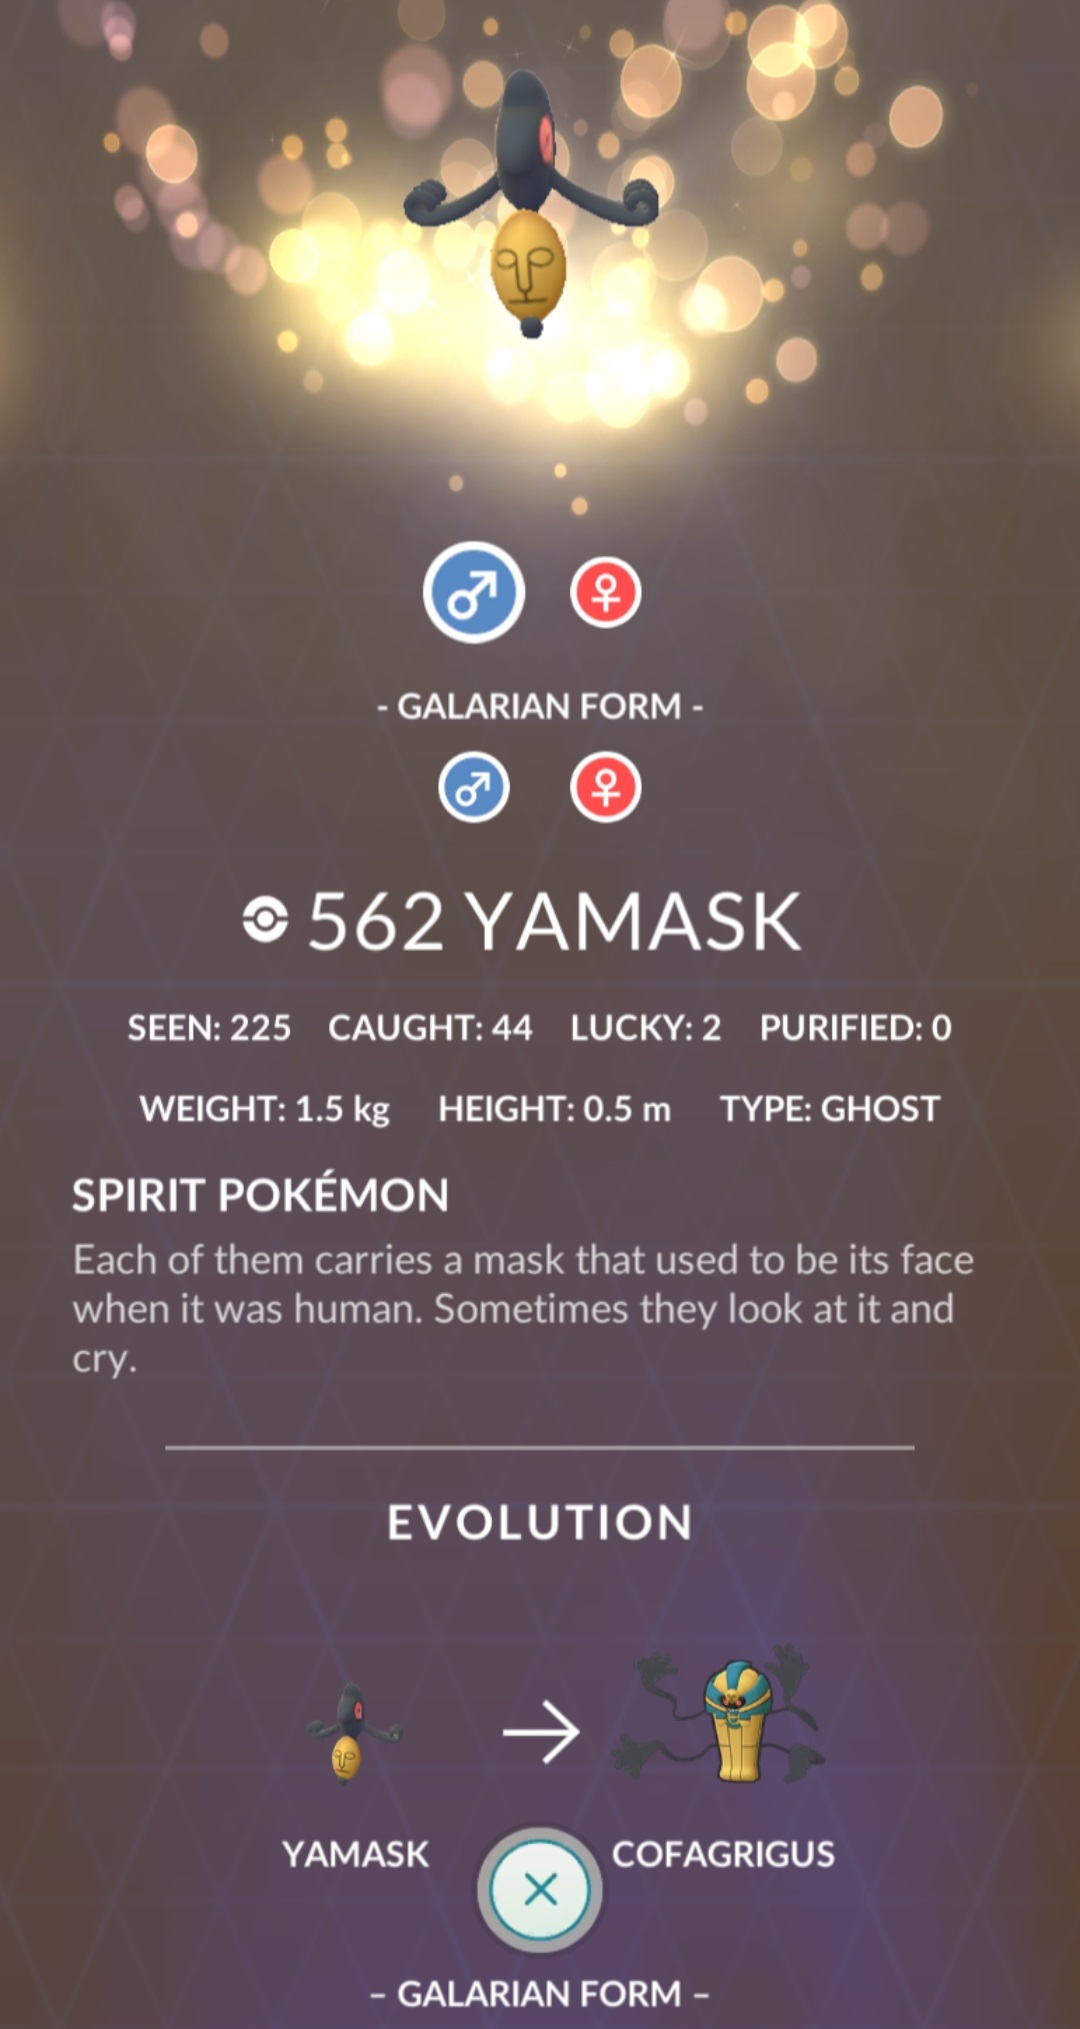 - GALARIAN FORM -
562 YAMASK
SEEN: 225 CAUGHT: 44 LUCKY: 2 PURIFIED: 0
WEIGHT: 1.5 kg HEIGHT: 0.5 m TYPE: GHOST
SPIRIT POKÉMON
Each of them carries a mask that used to be its face
when it was human. Sometimes they look at it and
cry.
EVOLUTION
YAMASK COFAGRIGUS
– GALARIAN FORM –